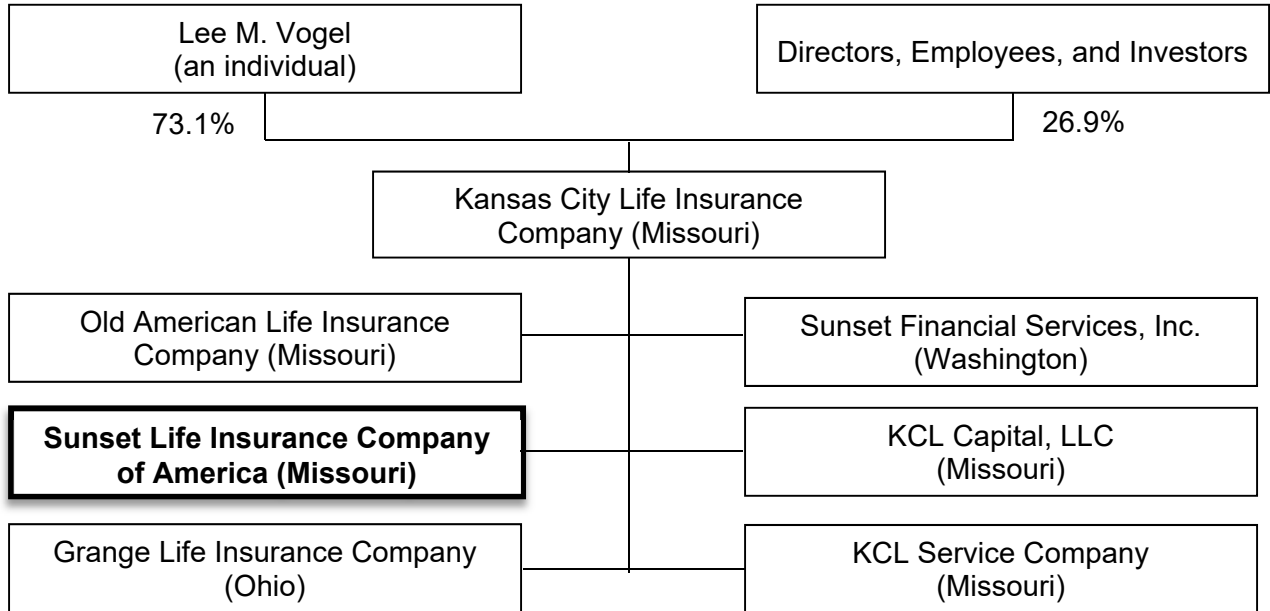 Lee M. Vogel
(an individual)
Directors, Employees, and Investors
73.1%
26.9%
Kansas City Life Insurance
Company (Missouri)
Old American Life Insurance
Company (Missouri)
Sunset Financial Services, Inc.
(Washington)
Sunset Life Insurance Company
of America (Missouri)
KCL Capital, LLC
(Missouri)
Grange Life Insurance Company
(Ohio)
KCL Service Company
(Missouri)